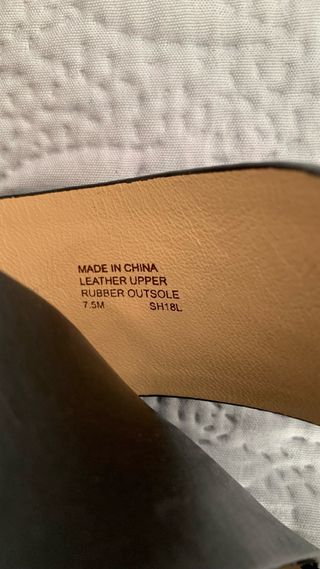 MADE IN CHINA
LEATHER UPPER
RUBBER OUTSOLE
7.5M SH18L